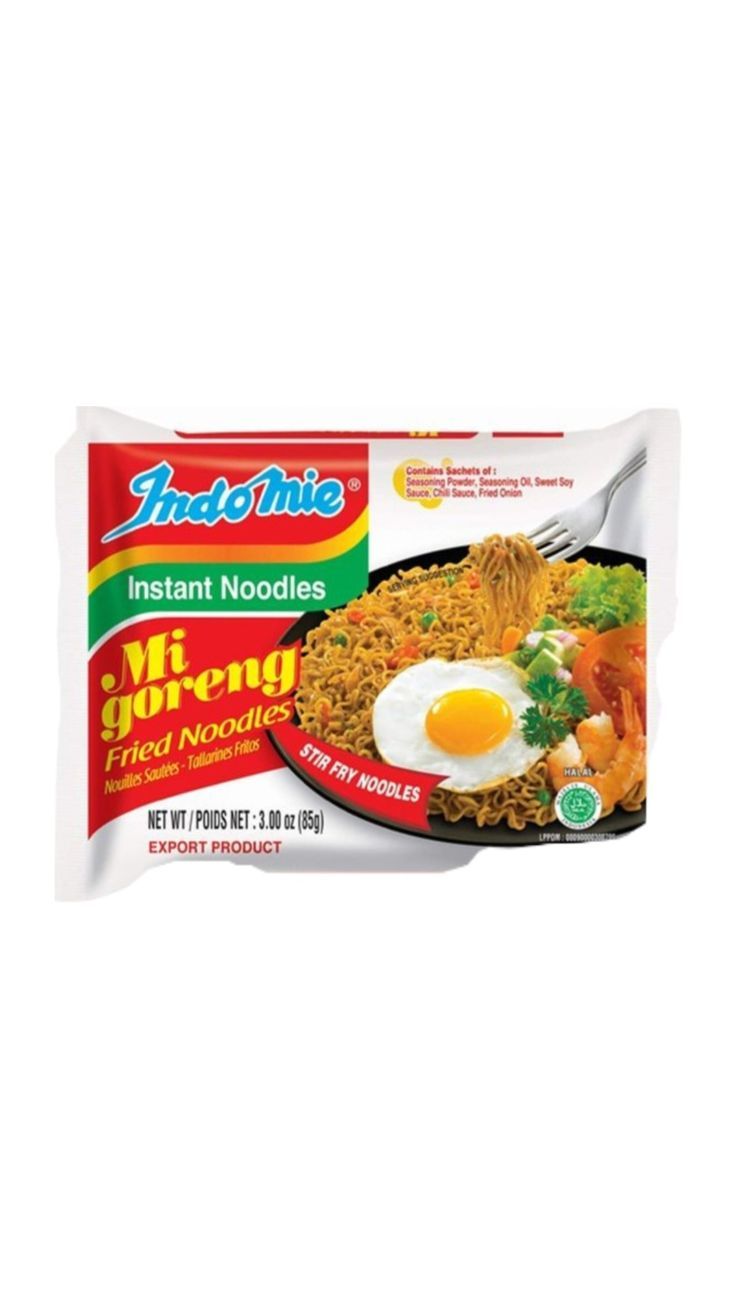 Indomie®
Instant Noodles
Mi
goreng
Fried Noodles
Nouilles Sautées - Tallarines Fritos
NET WT / POIDS NET : 3.00 oz (85g)
EXPORT PRODUCT
Contains Sachets of :
Seasoning Powder, Seasoning Oil, Sweet Soy
Sauce, Chili Sauce, Fried Onion
SERVING SUGGESTION
STIR FRY NOODLES
HALAL